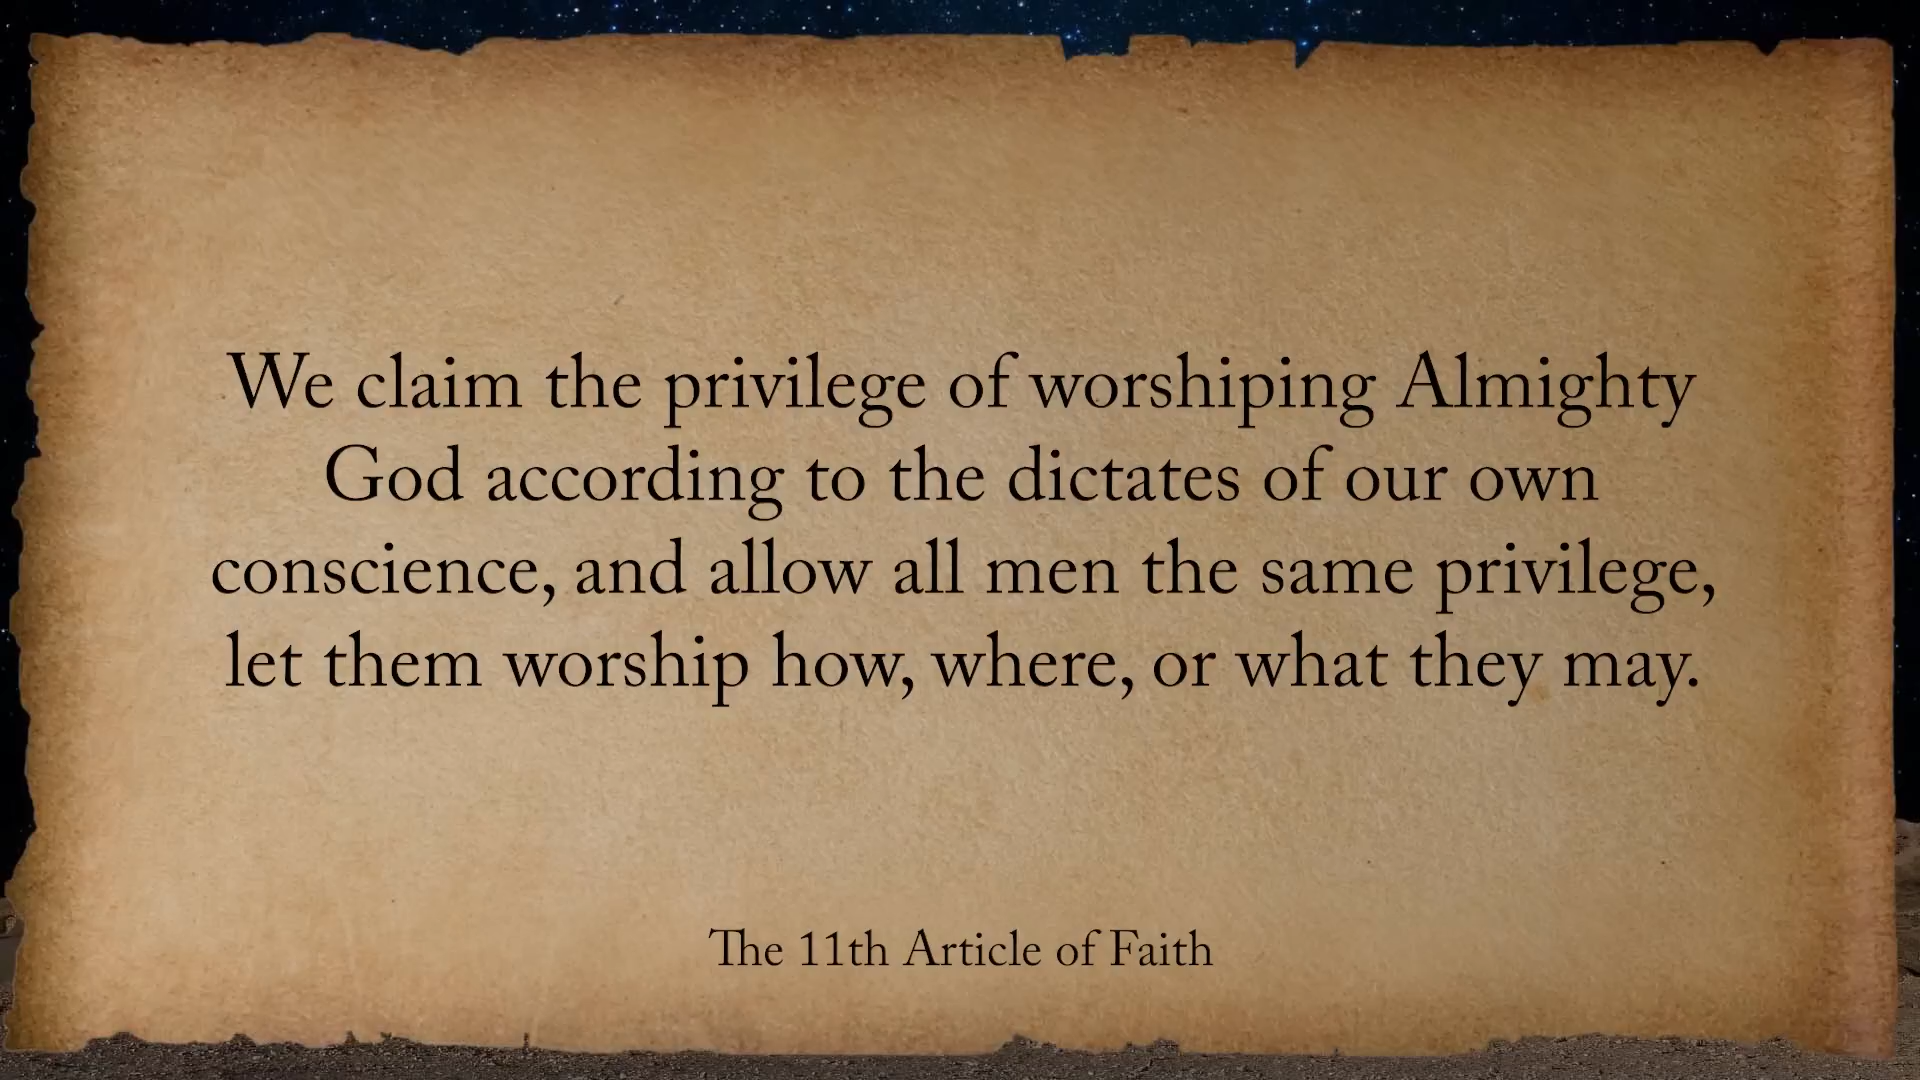 We claim the privilege of worshiping Almighty
God according to the dictates of our own
conscience, and allow all men the same privilege,
let them worship how, where, or what they may.
The 11th Article of Faith